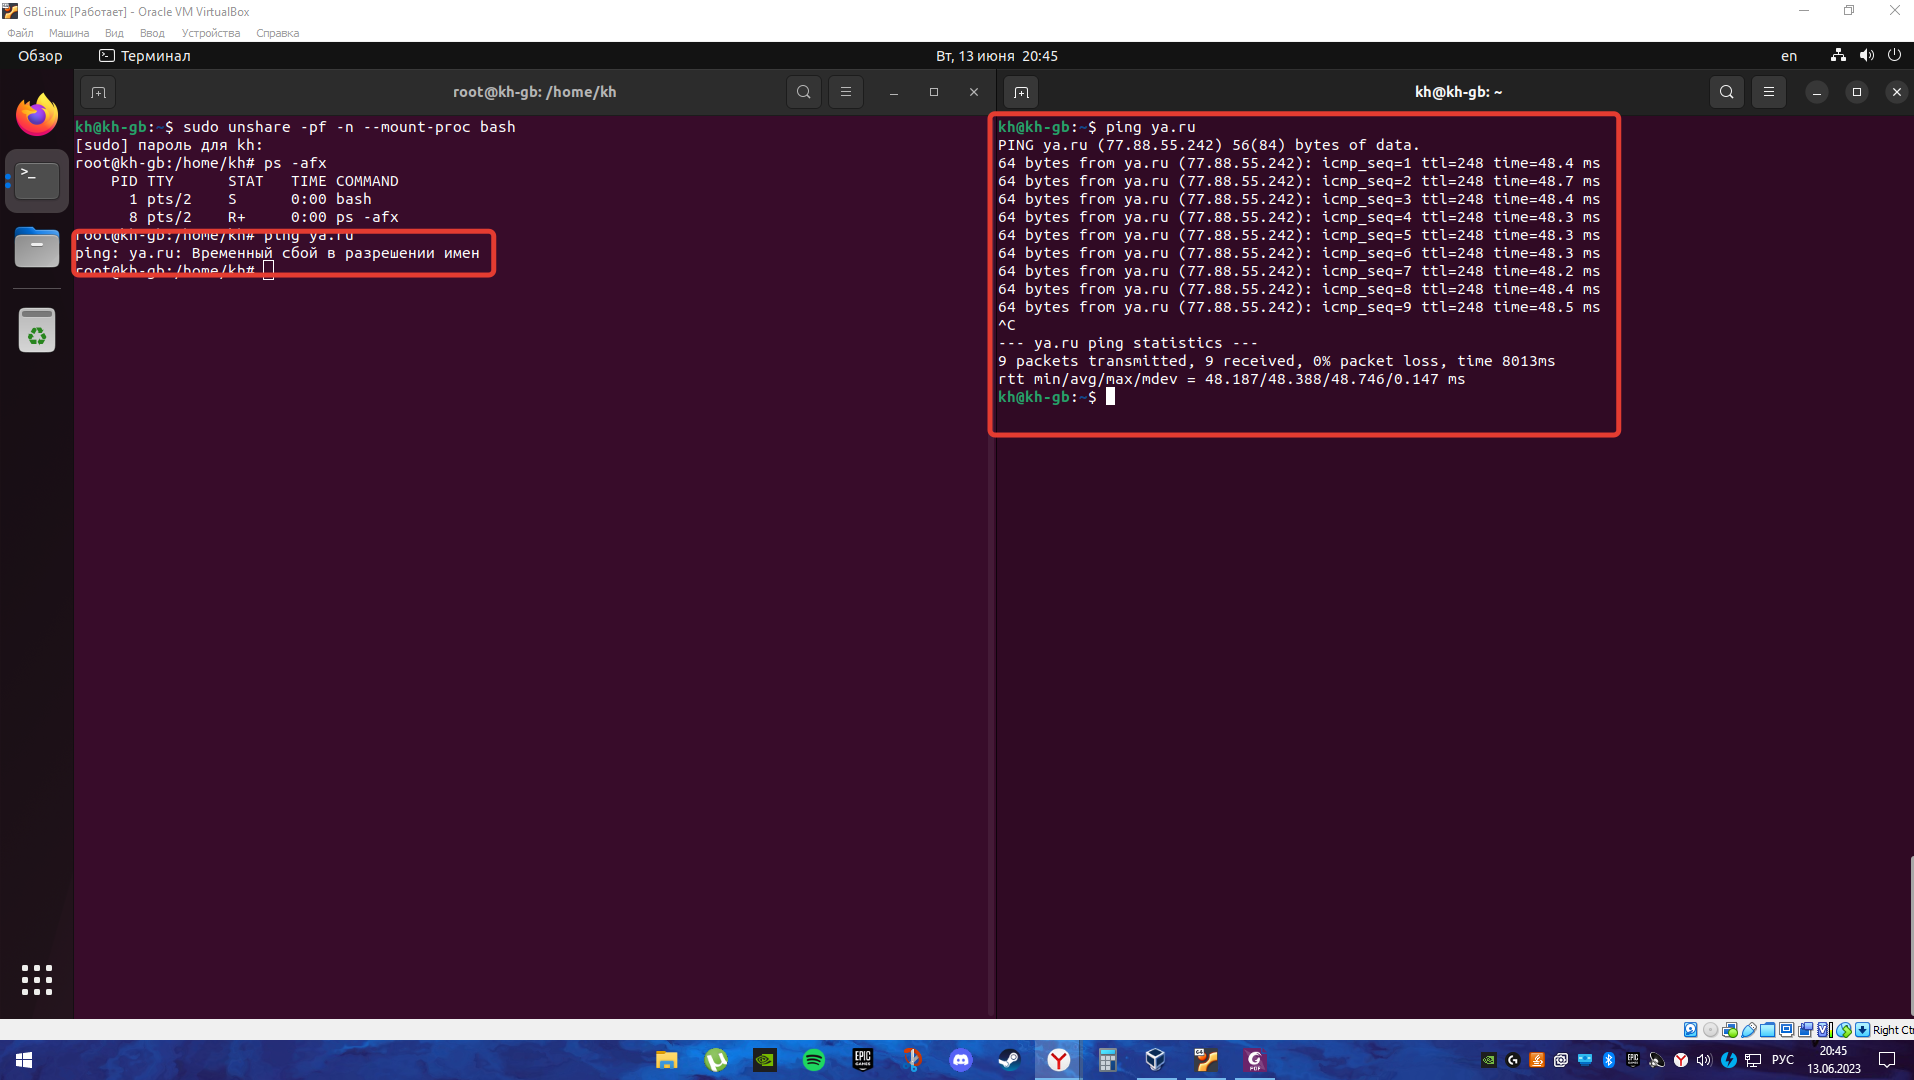 GBLinux [Работает] - Oracle VM VirtualBox
Файл Машина Вид Ввод Устройства Справка
Обзор Терминал Вт, 13 июня 20:45 en
root@kh-gb: /home/kh
kh@kh-gb:~$ sudo unshare -pf -n --mount-proc bash
[sudo] пароль для kh:
root@kh-gb:/home/kh# ps -afx
PID TTY STAT TIME COMMAND
1 pts/2 S 0:00 bash
8 pts/2 R+ 0:00 ps -afx
root@kh-gb:/home/kh# ping ya.ru
ping: ya.ru: Временный сбой в разрешении имен
root@kh-gb:/home/kh#
kh@kh-gb: ~
kh@kh-gb:~$ ping ya.ru
PING ya.ru (77.88.55.242) 56(84) bytes of data.
64 bytes from ya.ru (77.88.55.242): icmp_seq=1 ttl=248 time=48.4 ms
64 bytes from ya.ru (77.88.55.242): icmp_seq=2 ttl=248 time=48.7 ms
64 bytes from ya.ru (77.88.55.242): icmp_seq=3 ttl=248 time=48.4 ms
64 bytes from ya.ru (77.88.55.242): icmp_seq=4 ttl=248 time=48.3 ms
64 bytes from ya.ru (77.88.55.242): icmp_seq=5 ttl=248 time=48.3 ms
64 bytes from ya.ru (77.88.55.242): icmp_seq=6 ttl=248 time=48.3 ms
64 bytes from ya.ru (77.88.55.242): icmp_seq=7 ttl=248 time=48.2 ms
64 bytes from ya.ru (77.88.55.242): icmp_seq=8 ttl=248 time=48.4 ms
64 bytes from ya.ru (77.88.55.242): icmp_seq=9 ttl=248 time=48.5 ms
^C
--- ya.ru ping statistics ---
9 packets transmitted, 9 received, 0% packet loss, time 8013ms
rtt min/avg/max/mdev = 48.187/48.388/48.746/0.147 ms
kh@kh-gb:~$
Right Ctr
EPIC GAMES
PDF
РУС
20:45
13.06.2023